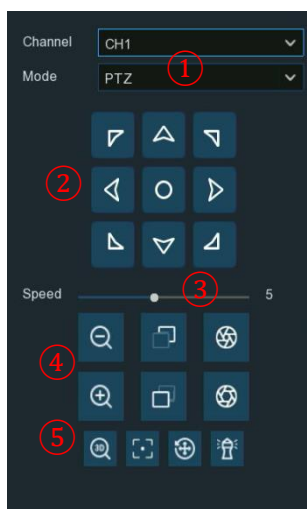 Channel CH1
Mode PTZ ①
②
Speed ③ 5
④
⑤
3D